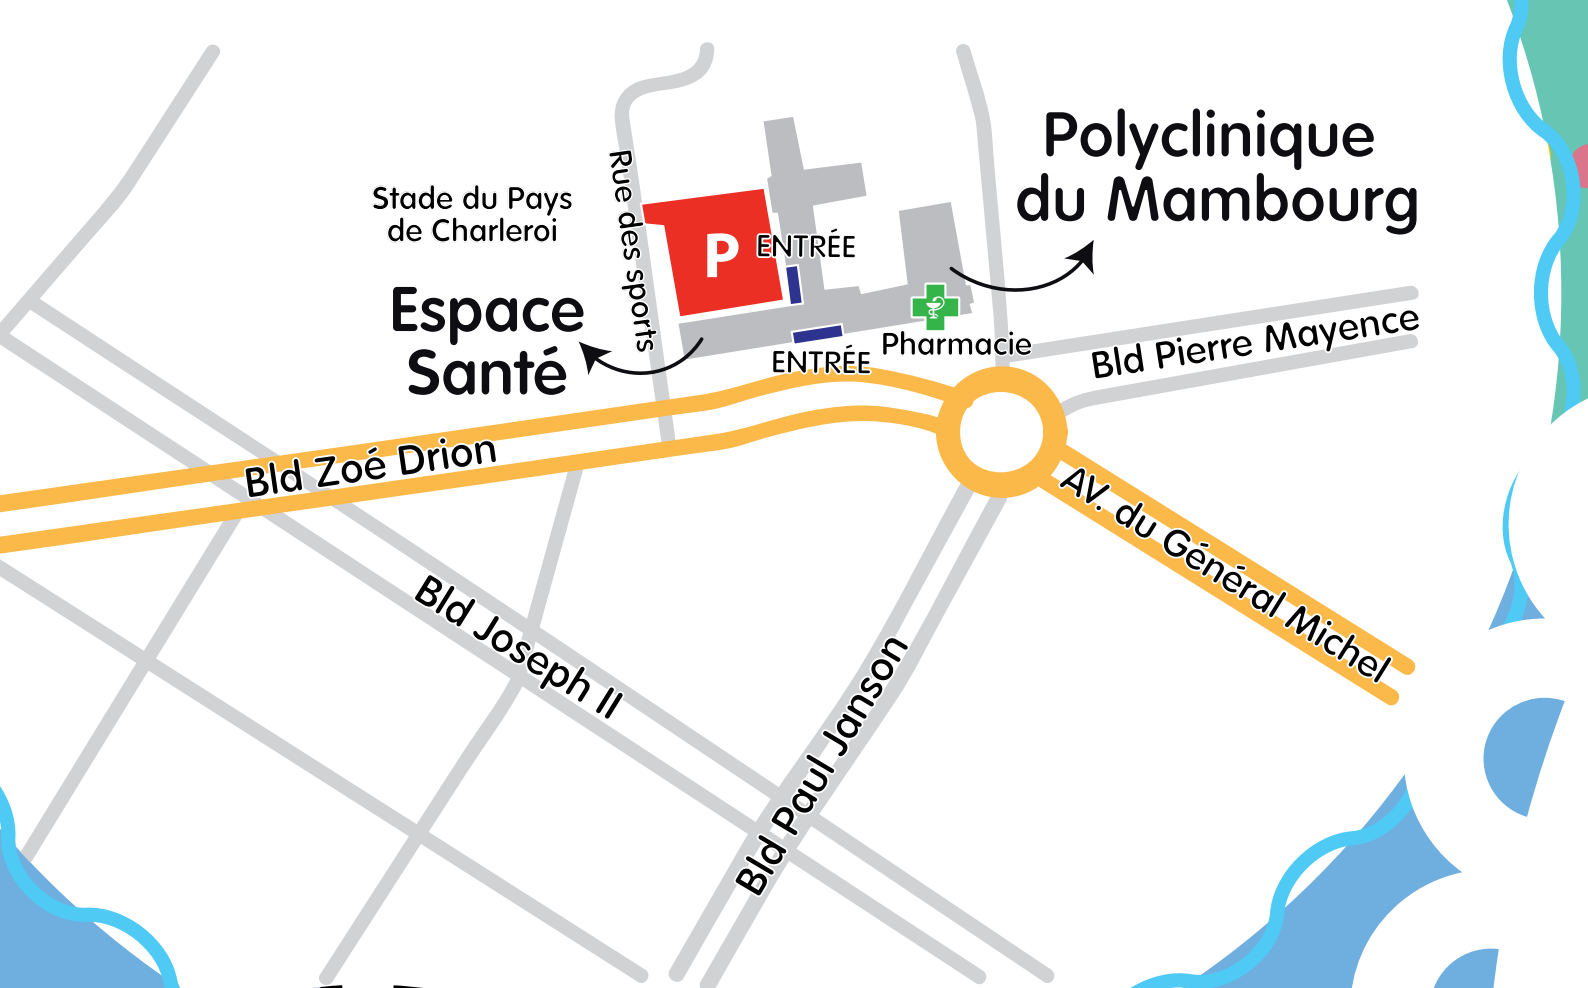 Polyclinique
du Mambourg
Stade du Pays
de Charleroi
Rue des sports
P
ENTRÉE
Espace
Santé
Pharmacie
ENTRÉE
Bld Pierre Mayence
Bld Zoé Drion
AV. du Général Michel
Bld Joseph II
Bld Paul Janson